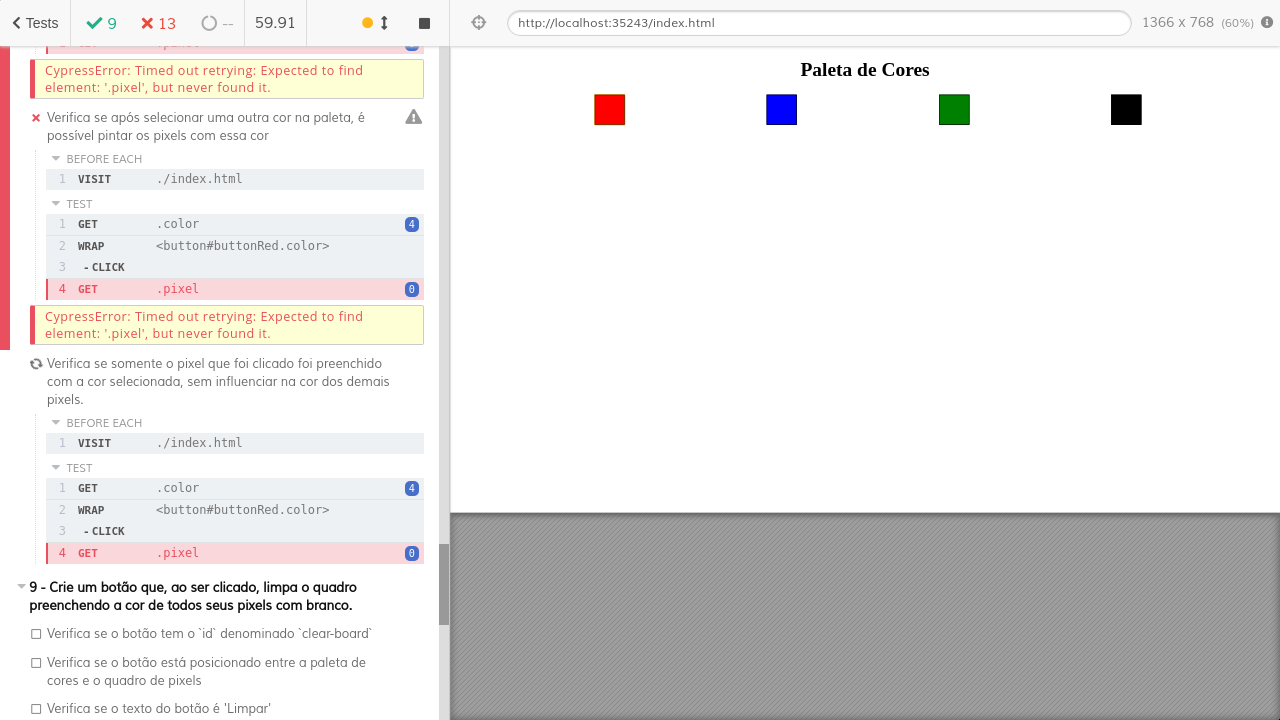 Tests
9
13
--
59.91
http://localhost:35243/index.html
1366 x 768 (60%)
CypressError: Timed out retrying: Expected to find
element: '.pixel', but never found it.
Verifica se após selecionar uma outra cor na paleta, é
possível pintar os pixels com essa cor
BEFORE EACH
1 VISIT ./index.html
TEST
1 GET .color 4
2 WRAP <button#buttonRed.color>
3 - CLICK
4 GET .pixel 0
CypressError: Timed out retrying: Expected to find
element: '.pixel', but never found it.
Verifica se somente o pixel que foi clicado foi preenchido
com a cor selecionada, sem influenciar na cor dos demais
pixels.
BEFORE EACH
1 VISIT ./index.html
TEST
1 GET .color 4
2 WRAP <button#buttonRed.color>
3 - CLICK
4 GET .pixel 0
9 - Crie um botão que, ao ser clicado, limpa o quadro
preenchendo a cor de todos seus pixels com branco.
Verifica se o botão tem o `id` denominado `clear-board`
Verifica se o botão está posicionado entre a paleta de
cores e o quadro de pixels
Verifica se o texto do botão é 'Limpar'
Paleta de Cores